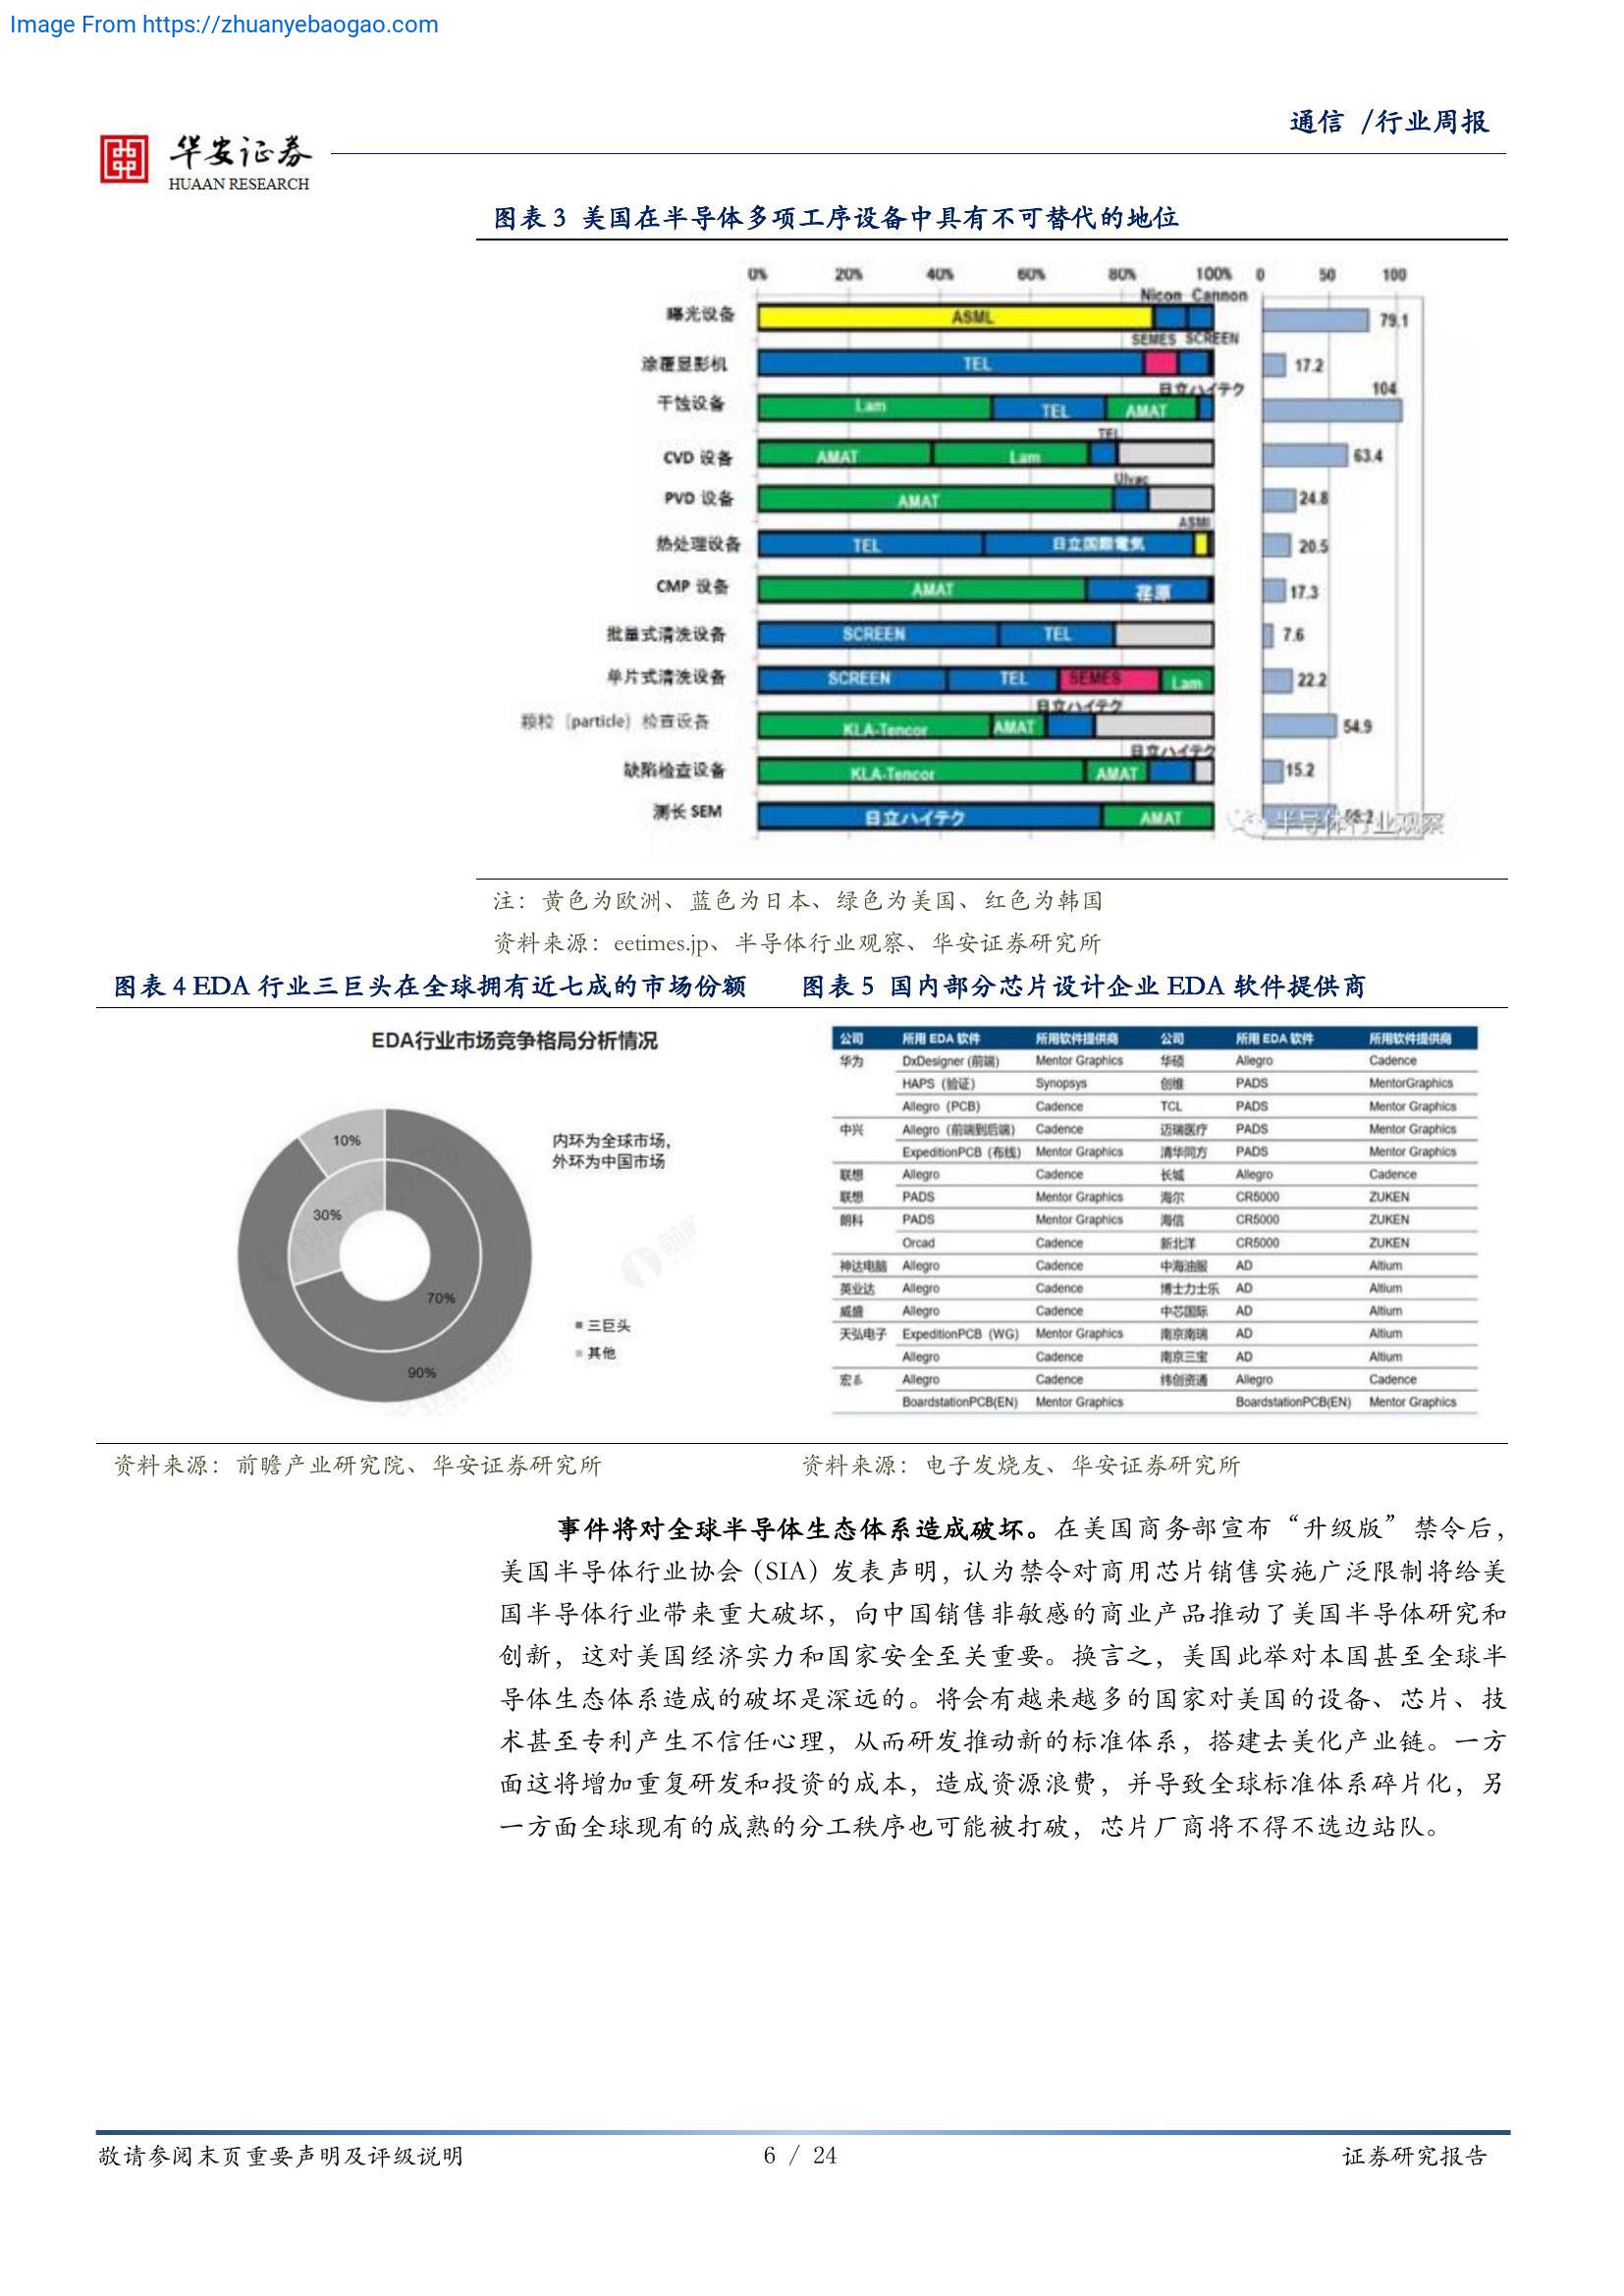 Image From https://zhuanyebaogao.com
通信 /行业周报
华安证券
HUAAN RESEARCH
图表 3 美国在半导体多项工序设备中具有不可替代的地位
0% 20% 40% 60% 80% 100% 0 50 100
Nicon Cannon
曝光设备 ASML 79.1
SEMES SCREEN
涂覆显影机 TEL 17.2
日立ハイテク 104
干蚀设备 Lam TEL AMAT
TEL
CVD 设备 AMAT Lam 63.4
Ulvac
PVD 设备 AMAT 24.8
ASMI
热处理设备 TEL 日立国際電気 20.5
CMP 设备 AMAT 荏原 17.3
批量式清洗设备 SCREEN TEL 7.6
单片式清洗设备 SCREEN TEL SEMES Lam 22.2
日立ハイテク
颗粒（particle）检查设备 KLA-Tencor AMAT 54.9
日立ハイテク
缺陷检查设备 KLA-Tencor AMAT 15.2
测长 SEM 日立ハイテク AMAT
半导体行业观察
注：黄色为欧洲、蓝色为日本、绿色为美国、红色为韩国
资料来源：eetimes.jp、半导体行业观察、华安证券研究所
图表 4 EDA 行业三巨头在全球拥有近七成的市场份额
EDA行业市场竞争格局分析情况
内环为全球市场，
外环为中国市场
10%
30%
70%
90%
三巨头
其他
资料来源：前瞻产业研究院、华安证券研究所
图表 5 国内部分芯片设计企业 EDA 软件提供商
公司 所用 EDA 软件 所用软件提供商 公司 所用 EDA 软件 所用软件提供商
华为 DxDesigner (前端) Mentor Graphics 华硕 Allegro Cadence
HAPS（验证） Synopsys 创维 PADS MentorGraphics
Allegro（PCB） Cadence TCL PADS Mentor Graphics
中兴 Allegro（前端到后端） Cadence 迈瑞医疗 PADS Mentor Graphics
ExpeditionPCB（布线） Mentor Graphics 清华同方 PADS Mentor Graphics
联想 Allegro Cadence 长城 Allegro Cadence
联想 PADS Mentor Graphics 海尔 CR5000 ZUKEN
朗科 PADS Mentor Graphics 海信 CR5000 ZUKEN
Orcad Cadence 新北洋 CR5000 ZUKEN
神达电脑 Allegro Cadence 中海油服 AD Altium
英业达 Allegro Cadence 博士力士乐 AD Altium
威盛 Allegro Cadence 中芯国际 AD Altium
天弘电子 ExpeditionPCB（WG） Mentor Graphics 南京南瑞 AD Altium
Allegro Cadence 南京三宝 AD Altium
Allegro Cadence 纬创资通 Allegro Cadence
BoardstationPCB(EN) Mentor Graphics BoardstationPCB(EN) Mentor Graphics
资料来源：电子发烧友、华安证券研究所
事件将对全球半导体生态体系造成破坏。在美国商务部宣布“升级版”禁令后，
美国半导体行业协会（SIA）发表声明，认为禁令对商用芯片销售实施广泛限制将给美
国半导体行业带来重大破坏，向中国销售非敏感的商业产品推动了美国半导体研究和
创新，这对美国经济实力和国家安全至关重要。换言之，美国此举对本国甚至全球半
导体生态体系造成的破坏是深远的。将会有越来越多的国家对美国的设备、芯片、技
术甚至专利产生不信任心理，从而研发推动新的标准体系，搭建去美化产业链。一方
面这将增加重复研发和投资的成本，造成资源浪费，并导致全球标准体系碎片化，另
一方面全球现有的成熟的分工秩序也可能被打破，芯片厂商将不得不选边站队。
敬请参阅末页重要声明及评级说明 6 / 24 证券研究报告